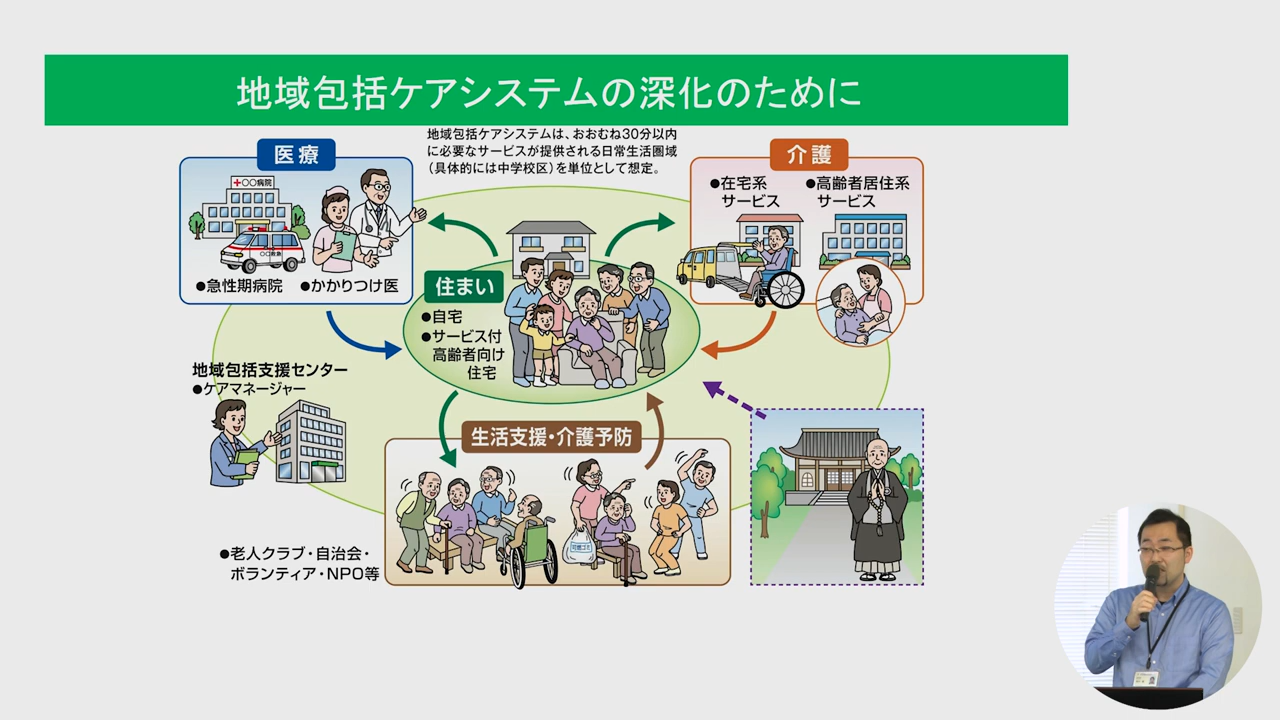 地域包括ケアシステムの深化のために
地域包括ケアシステムは、おおむね30分以内
に必要なサービスが提供される日常生活圏域
（具体的には中学校区）を単位として想定。
医療
○○病院
○○救急
●急性期病院 ●かかりつけ医
介護
●在宅系
サービス
●高齢者居住系
サービス
住まい
●自宅
●サービス付
高齢者向け
住宅
地域包括支援センター
●ケアマネージャー
生活支援・介護予防
可燃ゴミ
●老人クラブ・自治会・
ボランティア・NPO等